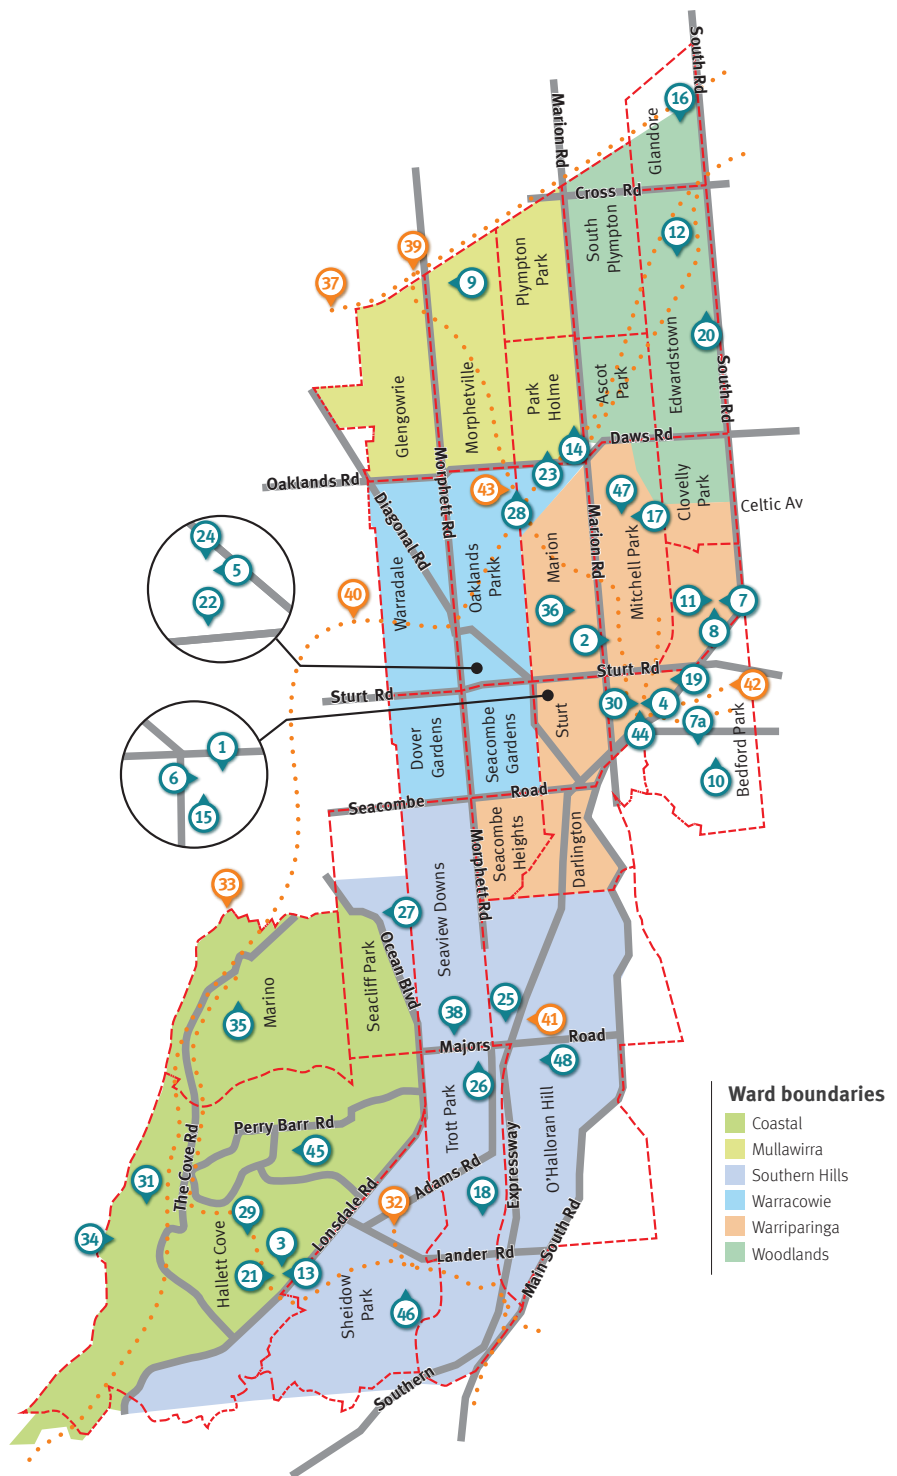 South Rd
16
Marion Rd
Glandore
Cross Rd
12
South
Plympton
39
37
9
Plympton
Park
20
Edwardstown
South Rd
Ascot
Park
Park
Holme
Morphetville
Glengowrie
Daws Rd
14
23
Oaklands Rd
Morphett Rd
43
28
47
17
Clovelly
Park
Celtic Av
Diagonal Rd
Marion Rd
Mitchell Park
Marion
Oaklands
Parkk
Warradale
24
5
22
40
36
2
11
7
8
Sturt Rd
19
42
Sturt Rd
30
4
7a
44
10
Bedford Park
Sturt
Seacombe
Gardens
Dover
Gardens
1
6
15
Seacombe
Road
Seacombe
Heights
Darlington
Morphett Rd
33
27
Seaview Downs
Ocean Blvd
Seacliff Park
Marino
35
38
25
41
Majors
Road
48
26
Trott Park
O'Halloran Hill
Perry Barr Rd
45
The Cove Rd
31
29
34
Hallett Cove
3
21
13
Lonsdale Rd
32
Adams Rd
18
Expressway
Lander Rd
Main South Rd
Sheidow
Park
46
Southern
Ward boundaries
Coastal
Mullawirra
Southern Hills
Warracowie
Warriparinga
Woodlands